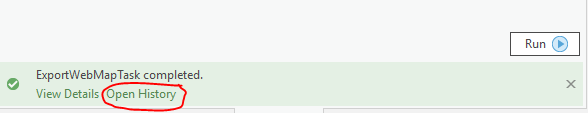 Run
ExportWebMapTask completed.
View Details Open History